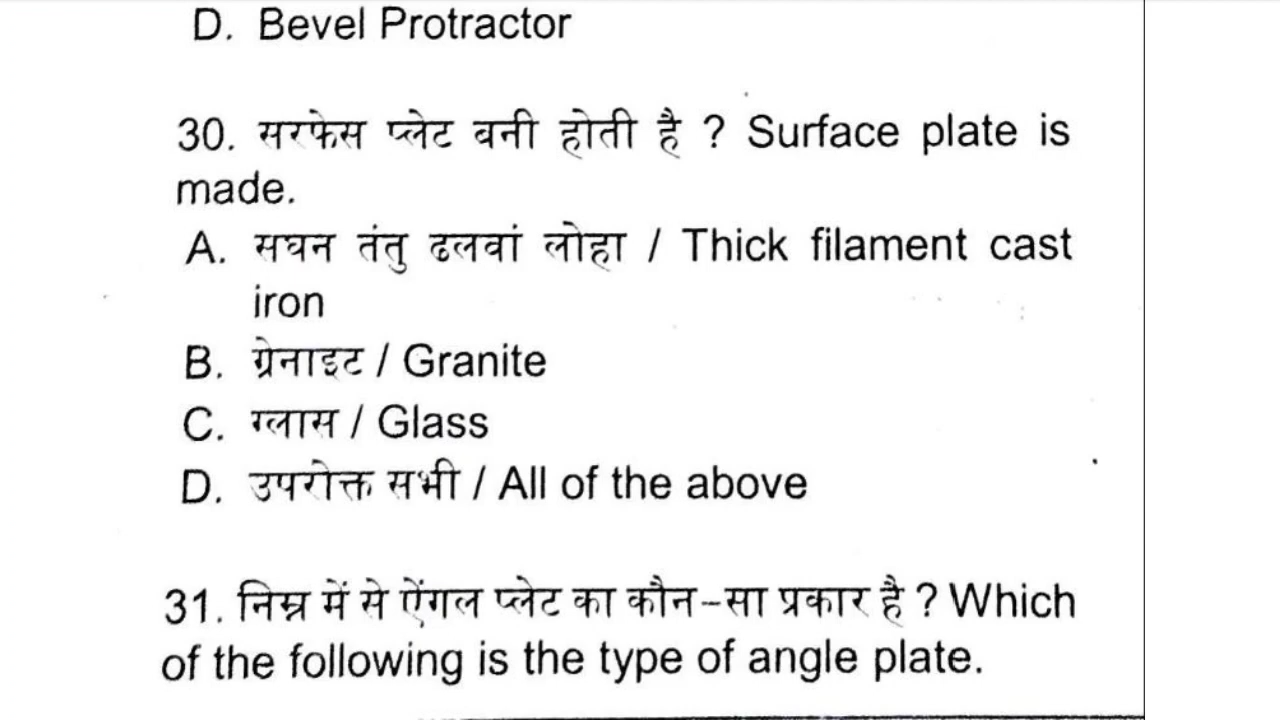 D. Bevel Protractor
30. सरफेस प्लेट बनी होती है ? Surface plate is
made.
A. सघन तंतु ढलवां लोहा / Thick filament cast
iron
B. ग्रेनाइट / Granite
C. ग्लास / Glass
D. उपरोक्त सभी / All of the above
31. निम्न में से ऐंगल प्लेट का कौन-सा प्रकार है ? Which
of the following is the type of angle plate.